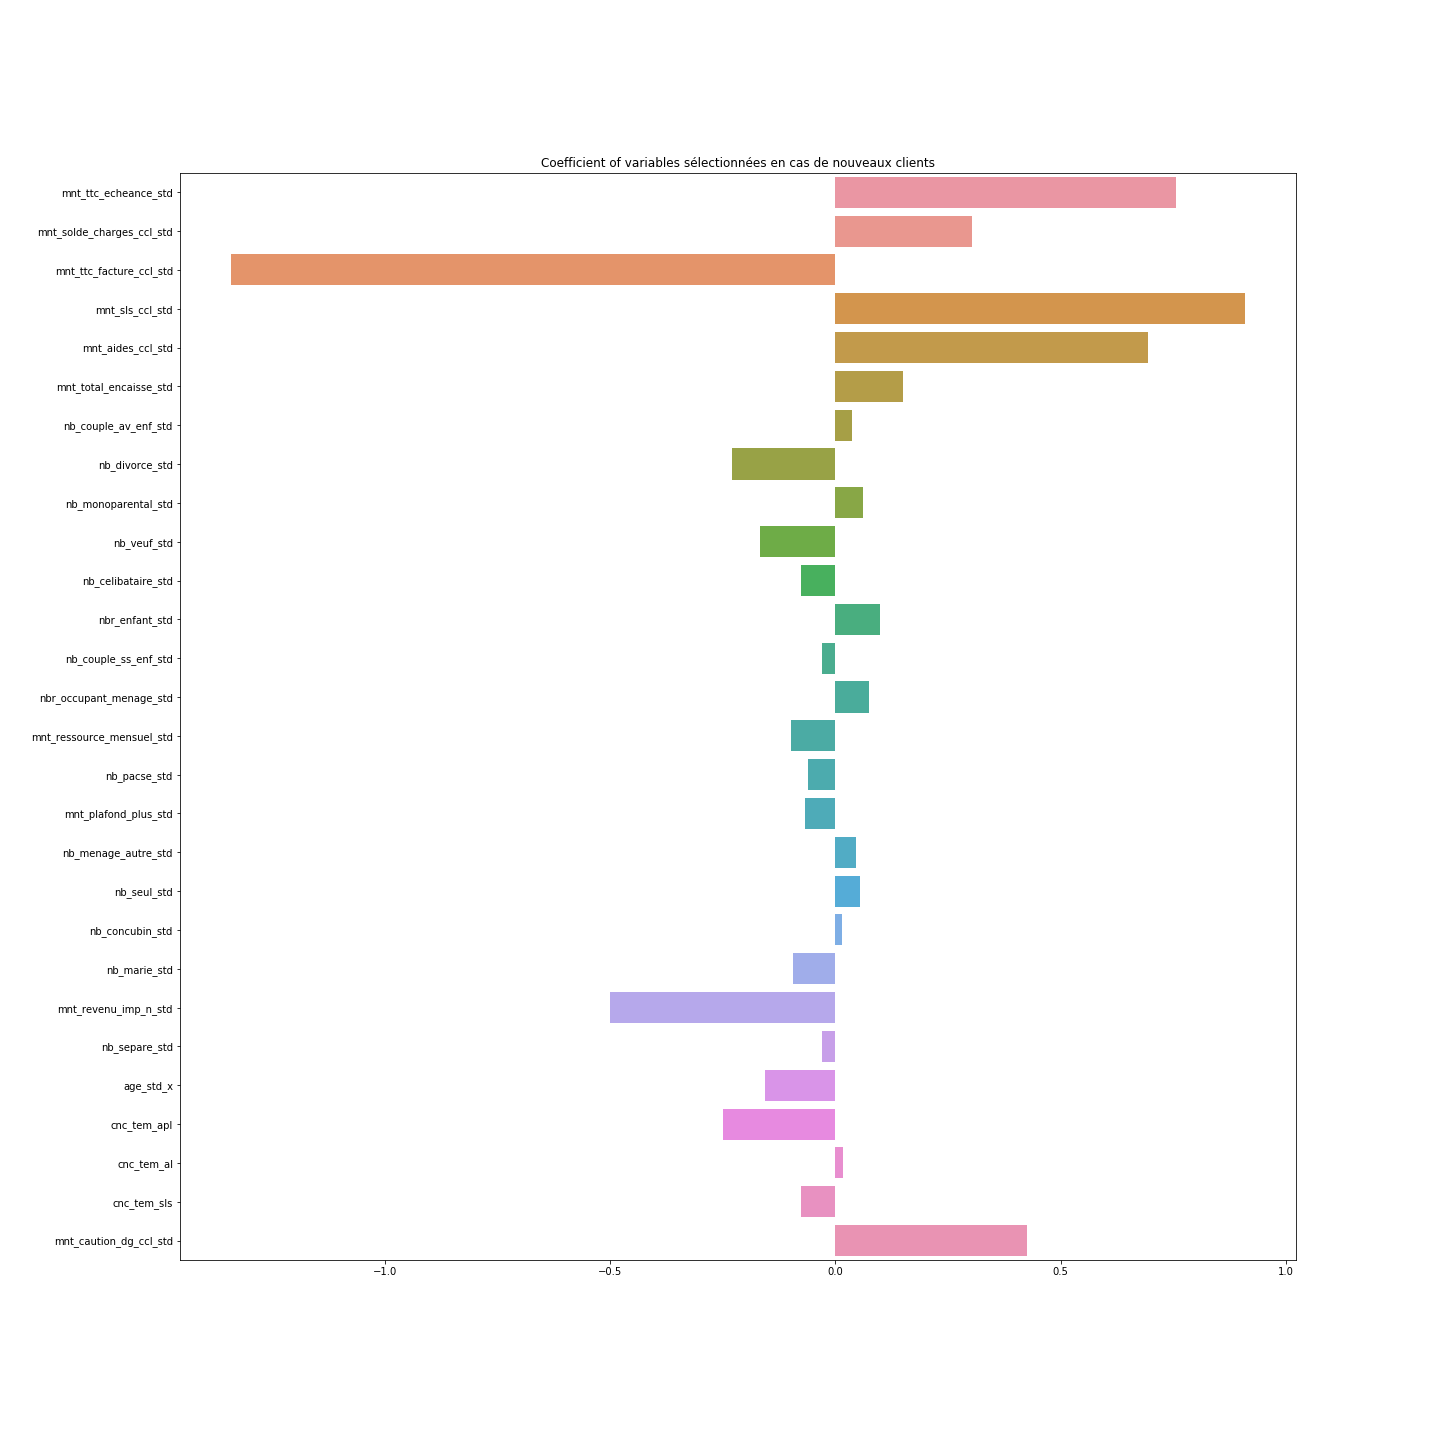 Coefficient of variables sélectionnées en cas de nouveaux clients
mnt_ttc_echeance_std
mnt_solde_charges_ccl_std
mnt_ttc_facture_ccl_std
mnt_sls_ccl_std
mnt_aides_ccl_std
mnt_total_encaisse_std
nb_couple_av_enf_std
nb_divorce_std
nb_monoparental_std
nb_veuf_std
nb_celibataire_std
nbr_enfant_std
nb_couple_ss_enf_std
nbr_occupant_menage_std
mnt_ressource_mensuel_std
nb_pacse_std
mnt_plafond_plus_std
nb_menage_autre_std
nb_seul_std
nb_concubin_std
nb_marie_std
mnt_revenu_imp_n_std
nb_separe_std
age_std_x
cnc_tem_apl
cnc_tem_al
cnc_tem_sls
mnt_caution_dg_ccl_std
−1.0 −0.5 0.0 0.5 1.0